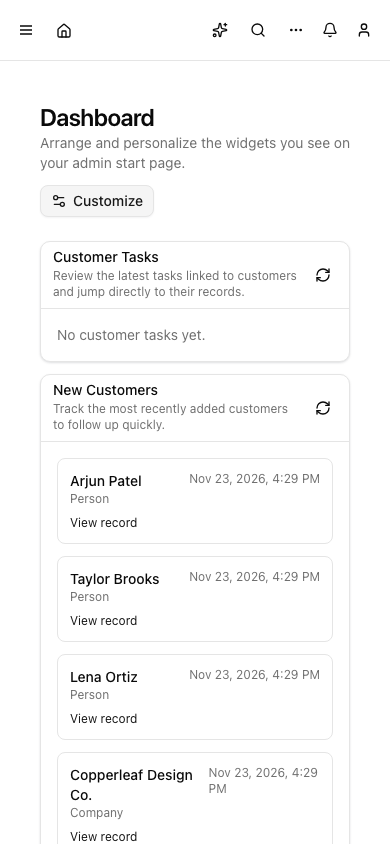 Dashboard
Arrange and personalize the widgets you see on
your admin start page.
Customize
Customer Tasks
Review the latest tasks linked to customers
and jump directly to their records.
No customer tasks yet.
New Customers
Track the most recently added customers
to follow up quickly.
Arjun Patel
Nov 23, 2026, 4:29 PM
Person
View record
Taylor Brooks
Nov 23, 2026, 4:29 PM
Person
View record
Lena Ortiz
Nov 23, 2026, 4:29 PM
Person
View record
Copperleaf Design
Co.
Nov 23, 2026, 4:29
PM
Company
View record